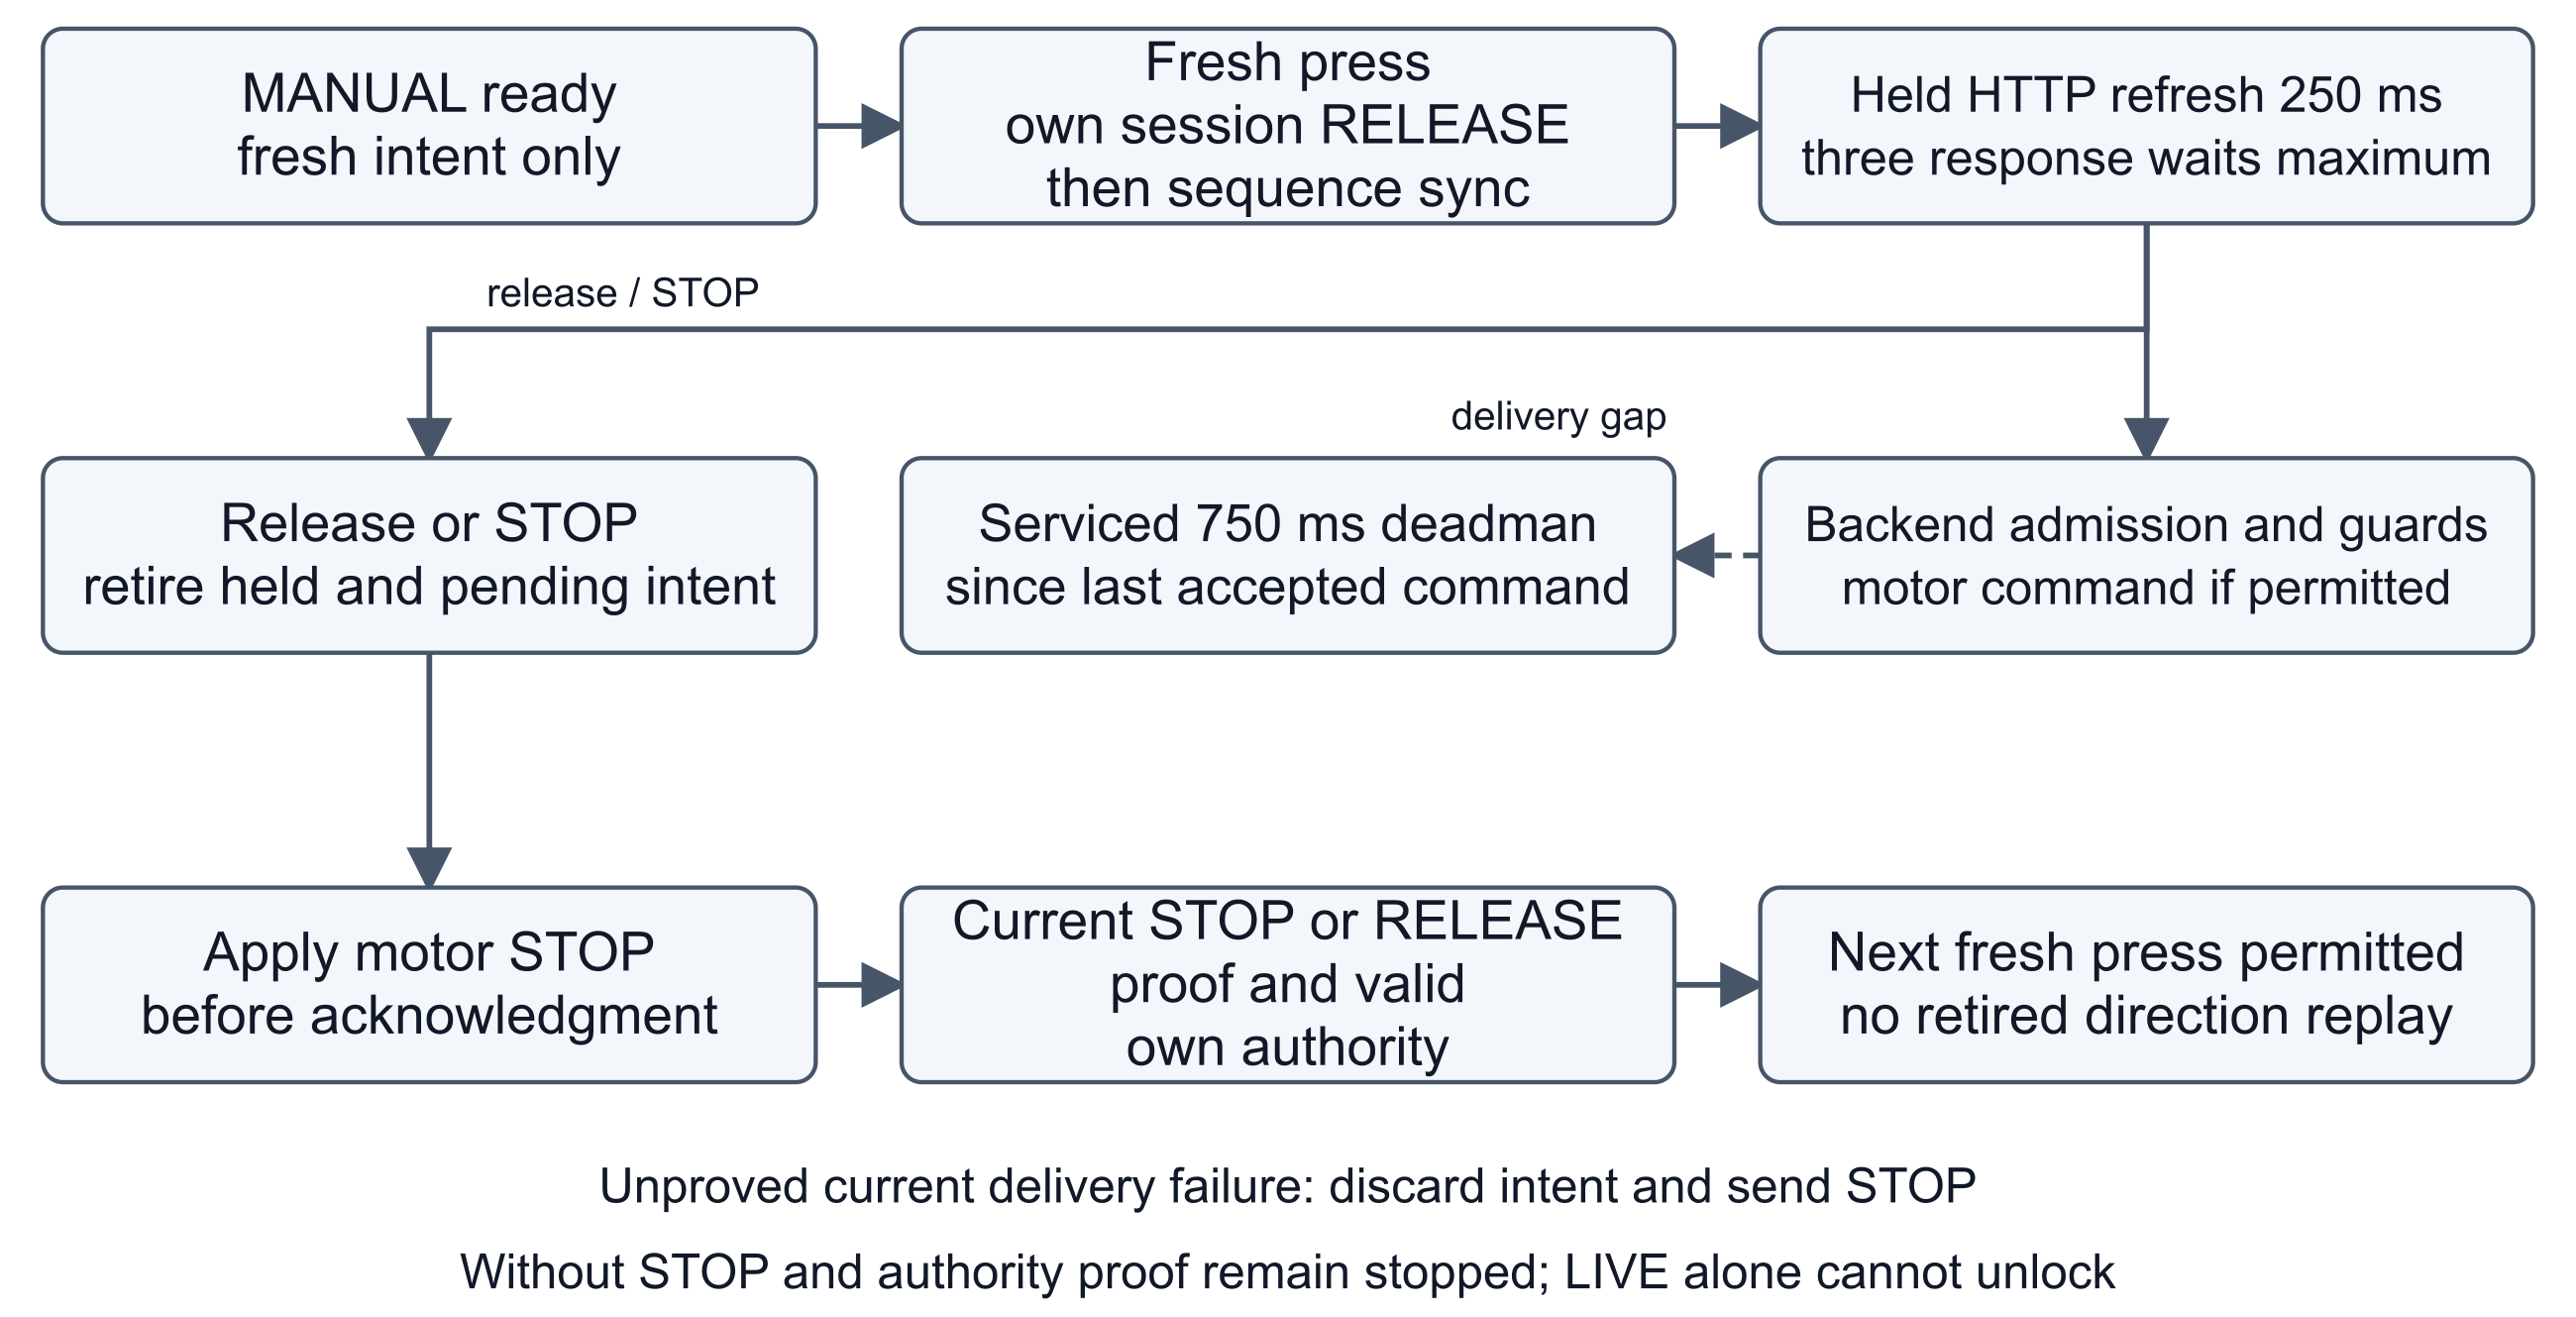 MANUAL ready
fresh intent only
Fresh press
own session RELEASE
then sequence sync
Held HTTP refresh 250 ms
three response waits maximum
release / STOP
delivery gap
Release or STOP
retire held and pending intent
Serviced 750 ms deadman
since last accepted command
Backend admission and guards
motor command if permitted
Apply motor STOP
before acknowledgment
Current STOP or RELEASE
proof and valid
own authority
Next fresh press permitted
no retired direction replay
Unproved current delivery failure: discard intent and send STOP
Without STOP and authority proof remain stopped; LIVE alone cannot unlock